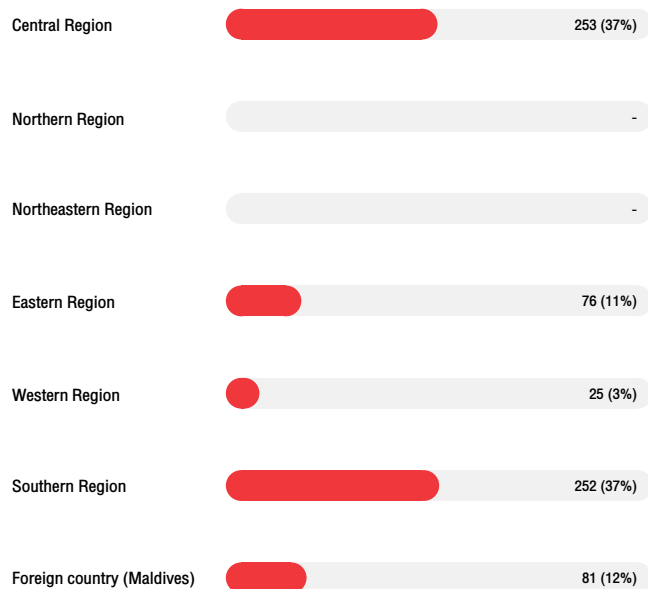 Central Region 253 (37%)
Northern Region -
Northeastern Region -
Eastern Region 76 (11%)
Western Region 25 (3%)
Southern Region 252 (37%)
Foreign country (Maldives) 81 (12%)